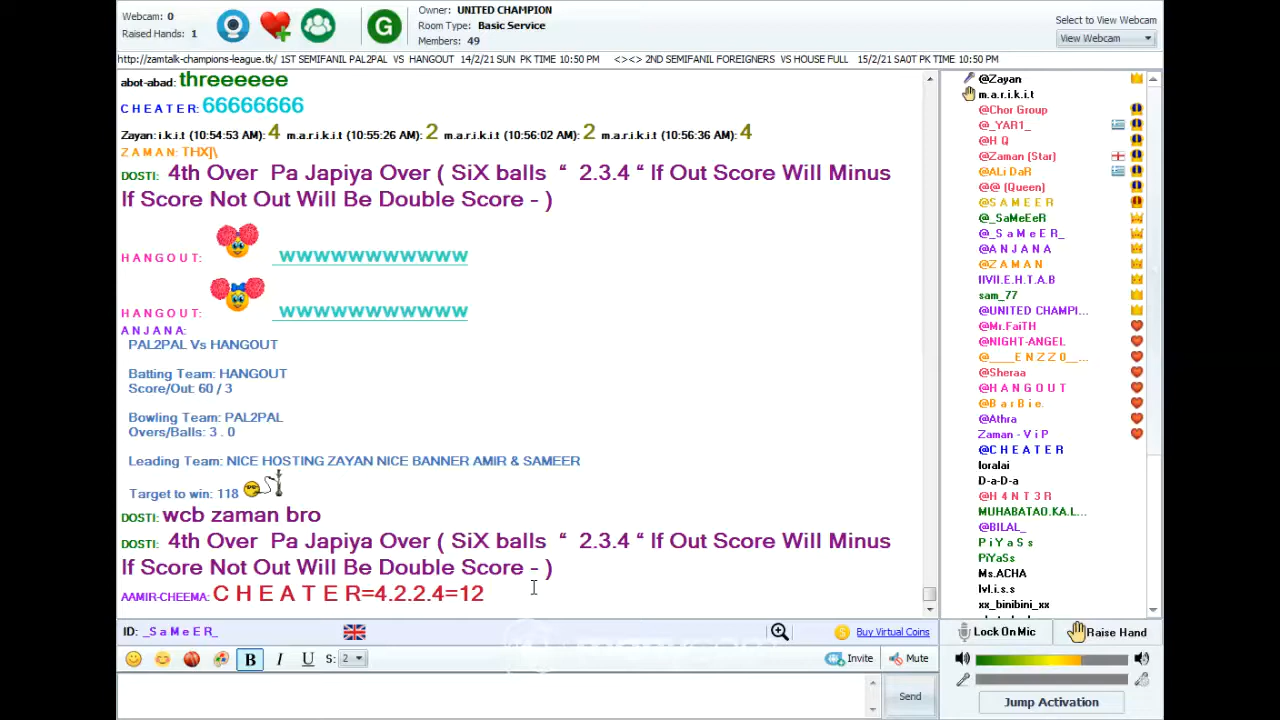 Webcam: 0
Raised Hands: 1
G
Owner: UNITED CHAMPION
Room Type: Basic Service
Members: 49
Select to View Webcam
View Webcam
http://zamtalk-champions-league.tk/ 1ST SEMIFANIL PAL2PAL VS HANGOUT 14/2/21 SUN PK TIME 10:50 PM <><> 2ND SEMIFANIL FOREIGNERS VS HOUSE FULL 15/2/21 SAOT PK TIME 10:50 PM
abot-abad: threeeeee
C H E A T E R: 66666666
Zayan: i.k.i.t (10:54:53 AM): 4 m.a.r.i.k.i.t (10:55:26 AM): 2 m.a.r.i.k.i.t (10:56:02 AM): 2 m.a.r.i.k.i.t (10:56:36 AM): 4
Z A M A N: THX]\
DOSTI: 4th Over Pa Japiya Over ( SiX balls “ 2.3.4 “ If Out Score Will Minus
If Score Not Out Will Be Double Score - )
H A N G O U T: wwwwwwwwwww
H A N G O U T: wwwwwwwwwww
A N J A N A:
PAL2PAL Vs HANGOUT
Batting Team: HANGOUT
Score/Out: 60 / 3
Bowling Team: PAL2PAL
Overs/Balls: 3 . 0
Leading Team: NICE HOSTING ZAYAN NICE BANNER AMIR & SAMEER
Target to win: 118
DOSTI: wcb zaman bro
DOSTI: 4th Over Pa Japiya Over ( SiX balls “ 2.3.4 “ If Out Score Will Minus
If Score Not Out Will Be Double Score - )
AAMIR-CHEEMA: C H E A T E R=4.2.2.4=12
@Zayan
m.a.r.i.k.i.t
@Chor Group
@_YAR1_
@H Q
@Zaman (Star)
@ALi DaR
@@ (Queen)
@S A M E E R
@_SaMeEeR
@_S a M e E R_
@A N J A N A
@Z A M A N
IIVII.E.H.T.A.B
sam_77
@UNITED CHAMPI...
@Mr.FaiTH
@NIGHT-ANGEL
@____E N Z Z O__...
@Sheraa
@H A N G O U T
@B a r B i e.
@Athra
Zaman - V i P
@C H E A T E R
loralai
D-a-D-a
@H 4 N T 3 R
MUHABATAO.KA.L...
@BILAL_
P i Y a S s
PiYaSs
Ms.ACHA
lvl.i.s.s
xx_binibini_xx
ID: _S a M e E R_
Buy Virtual Coins
Lock On Mic
Raise Hand
B I U S: 2
Invite
Mute
Send
Jump Activation